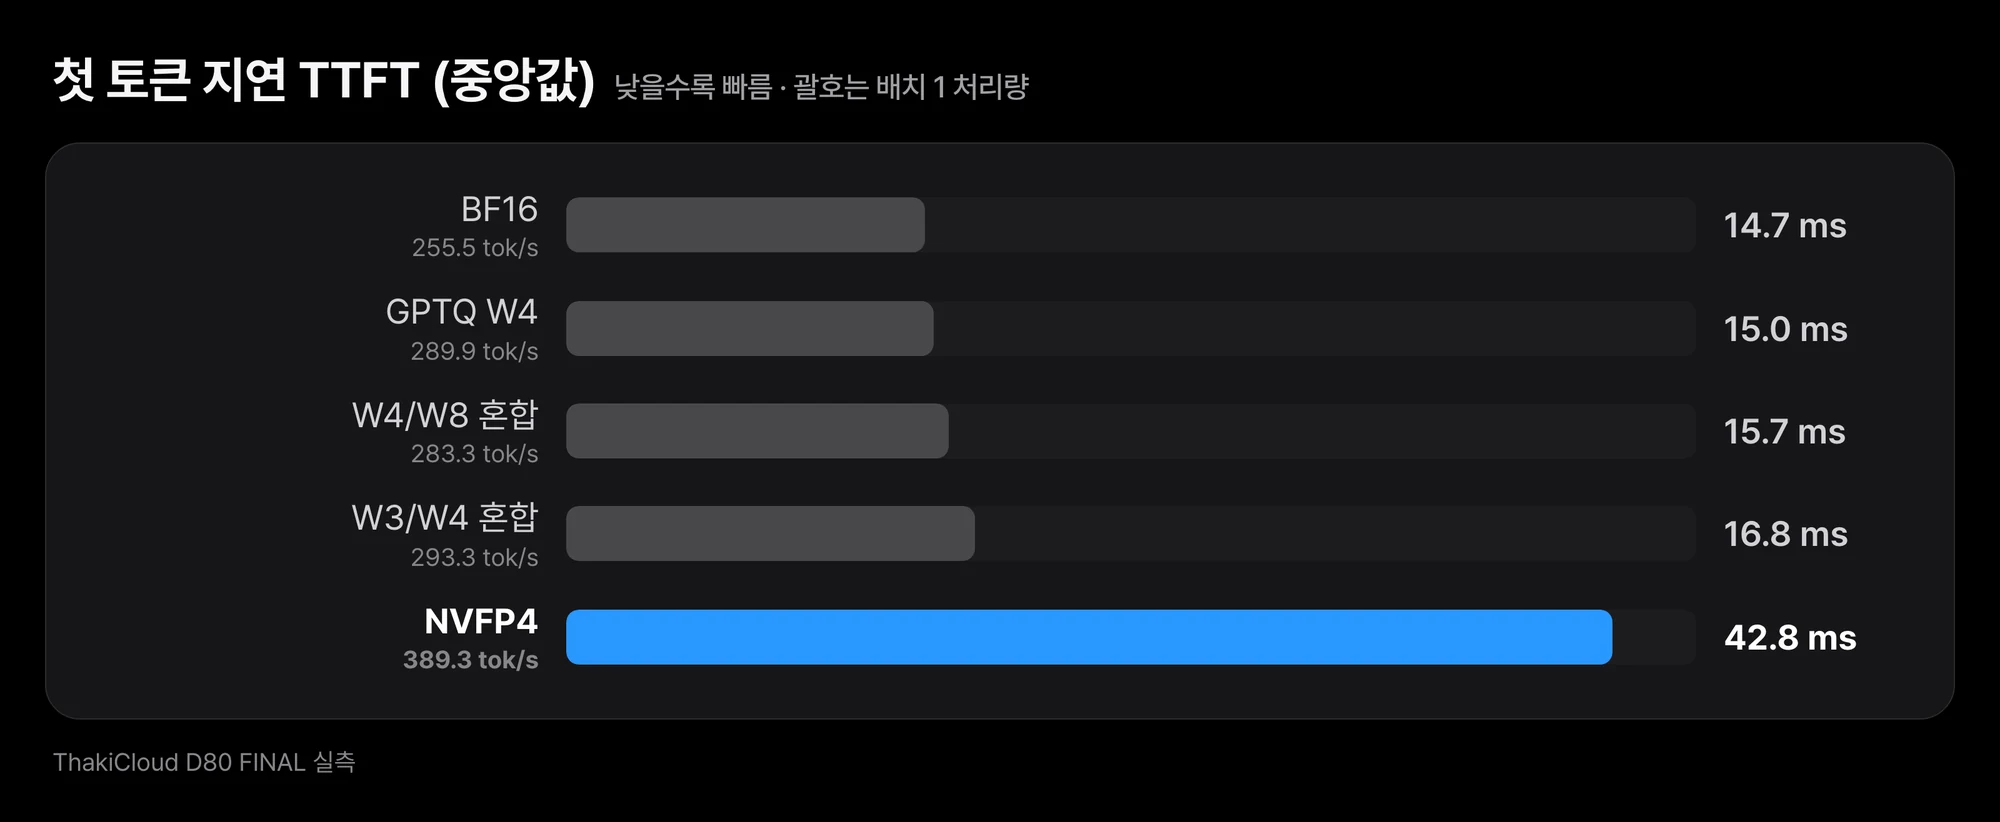 첫 토큰 지연 TTFT (중앙값) 낮을수록 빠름 · 괄호는 배치 1 처리량
BF16
255.5 tok/s
14.7 ms
GPTQ W4
289.9 tok/s
15.0 ms
W4/W8 혼합
283.3 tok/s
15.7 ms
W3/W4 혼합
293.3 tok/s
16.8 ms
NVFP4
389.3 tok/s
42.8 ms
ThakiCloud D80 FINAL 실측